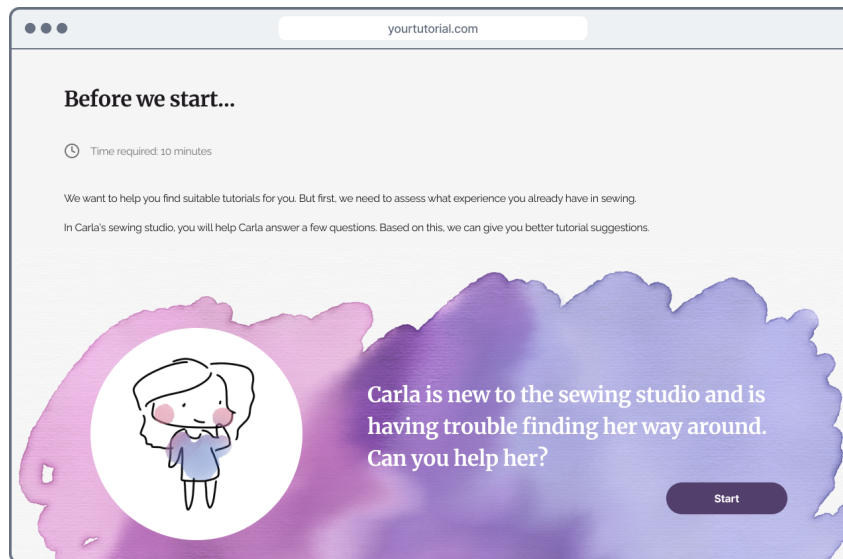 yourtutorial.com
Before we start...
Time required: 10 minutes
We want to help you find suitable tutorials for you. But first, we need to assess what experience you already have in sewing.
In Carla's sewing studio, you will help Carla answer a few questions. Based on this, we can give you better tutorial suggestions.
Carla is new to the sewing studio and is
having trouble finding her way around.
Can you help her?
Start